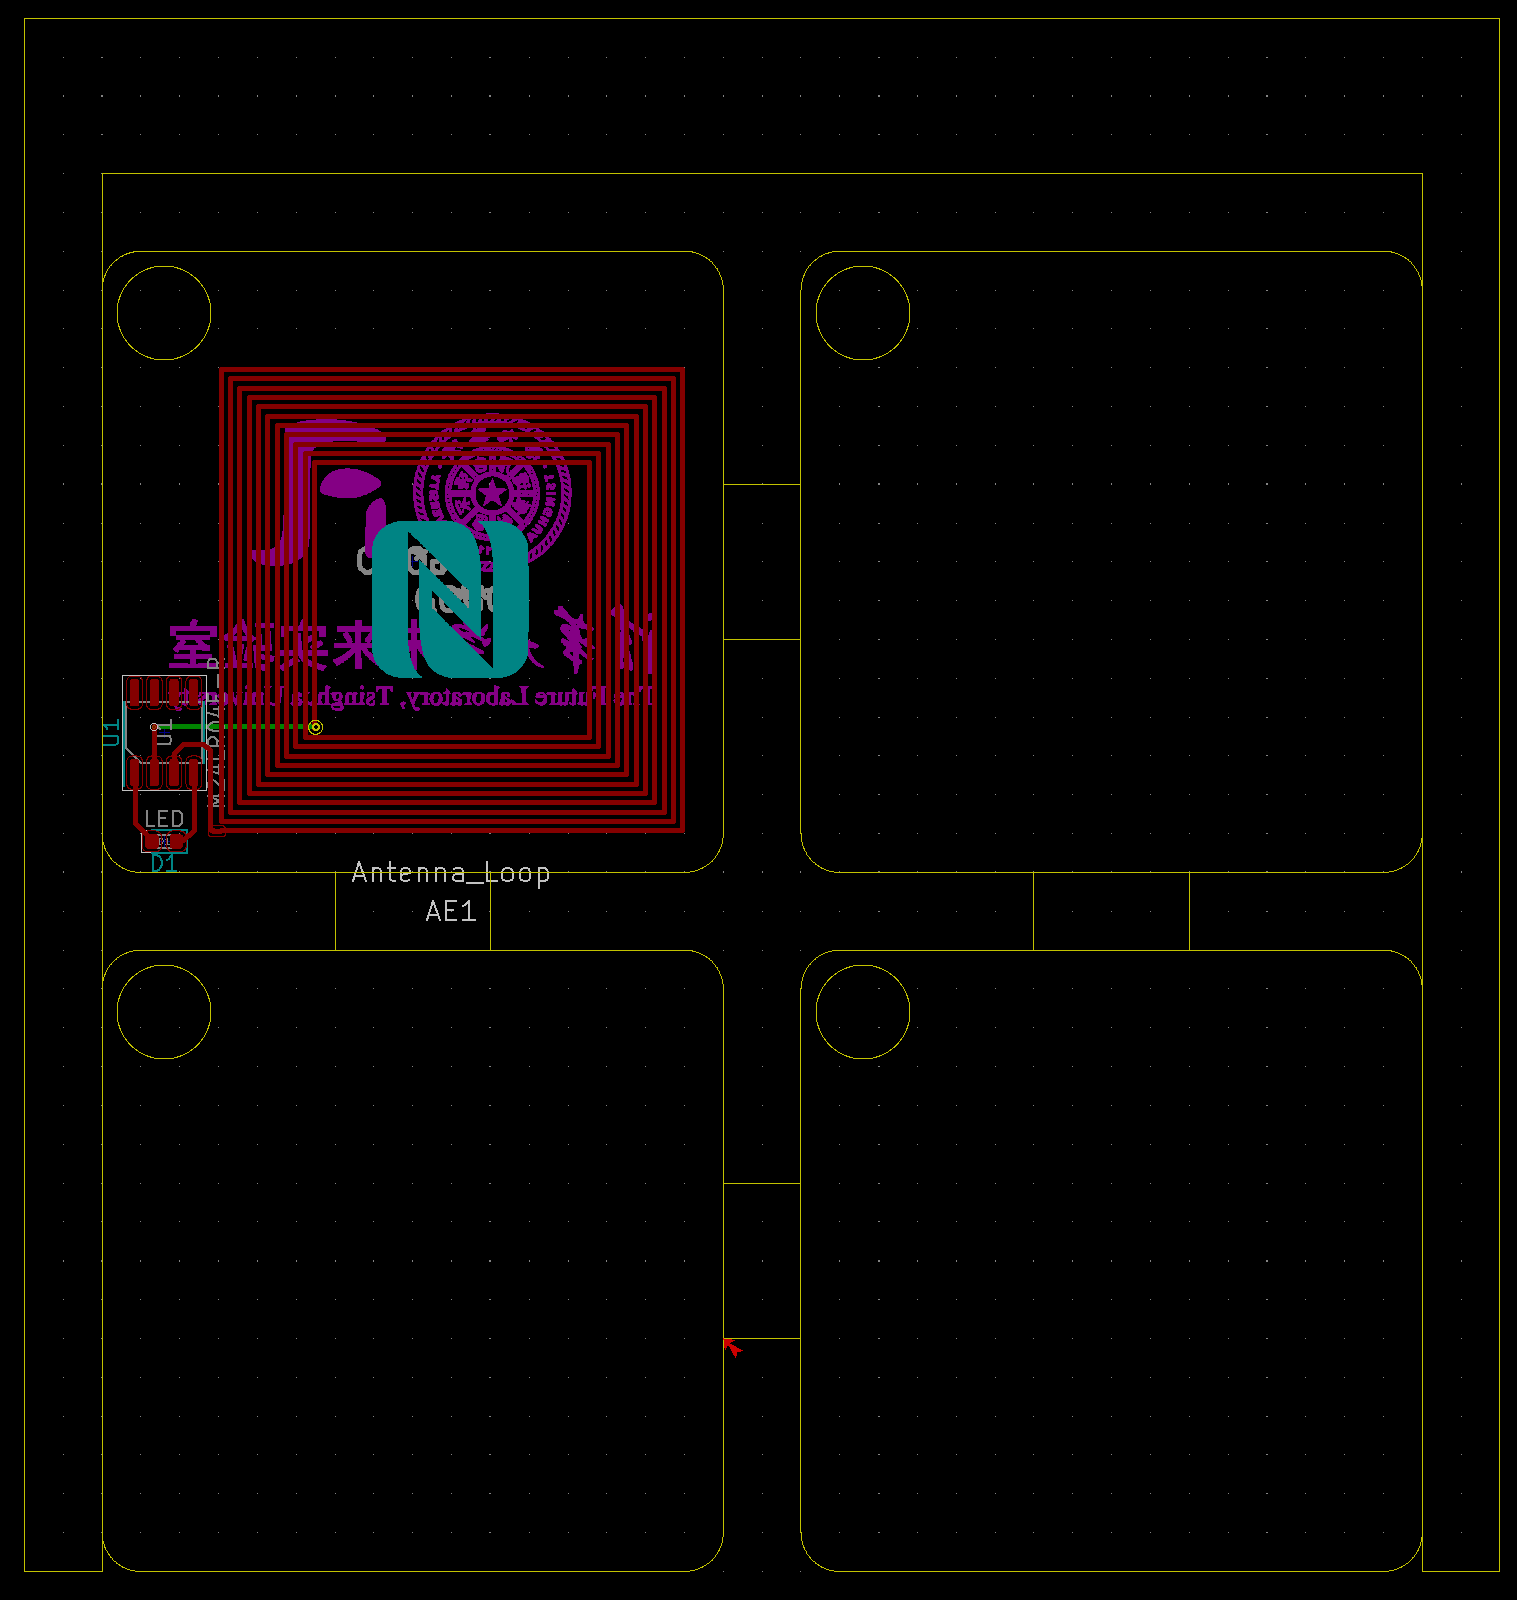 清华大学未来实验室
The Future Laboratory, Tsinghua University
U1
U1
M24LR04E_R
LED
D1
D1
Antenna_Loop
AE1